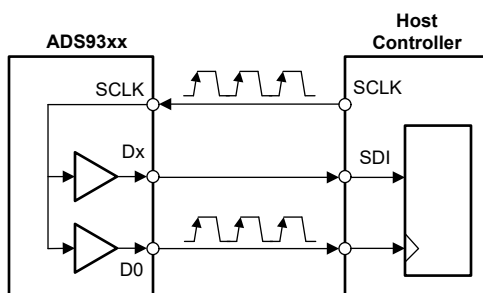 Host
ADS93xx
Controller
SCLK
SCLK
Dx
SDI
D0